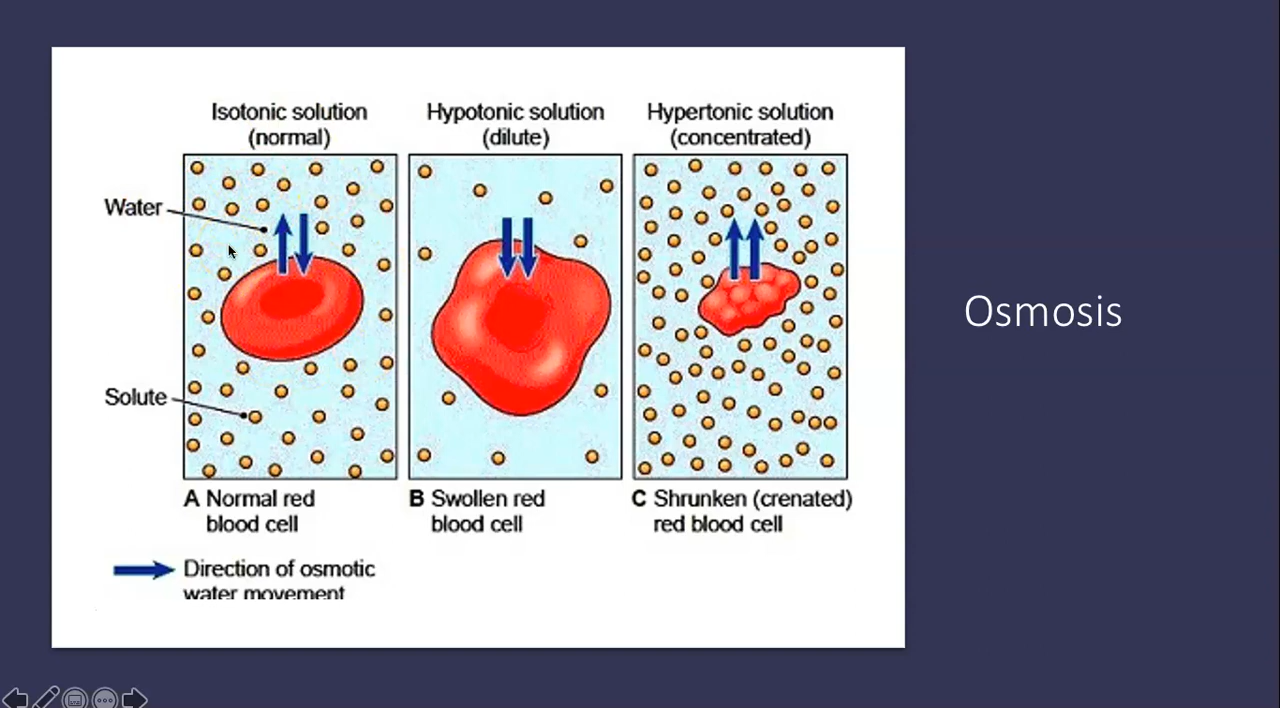 Isotonic solution
(normal)
Hypotonic solution
(dilute)
Hypertonic solution
(concentrated)
Water
Solute
A Normal red
blood cell
B Swollen red
blood cell
C Shrunken (crenated)
red blood cell
Direction of osmotic
water movement
Osmosis